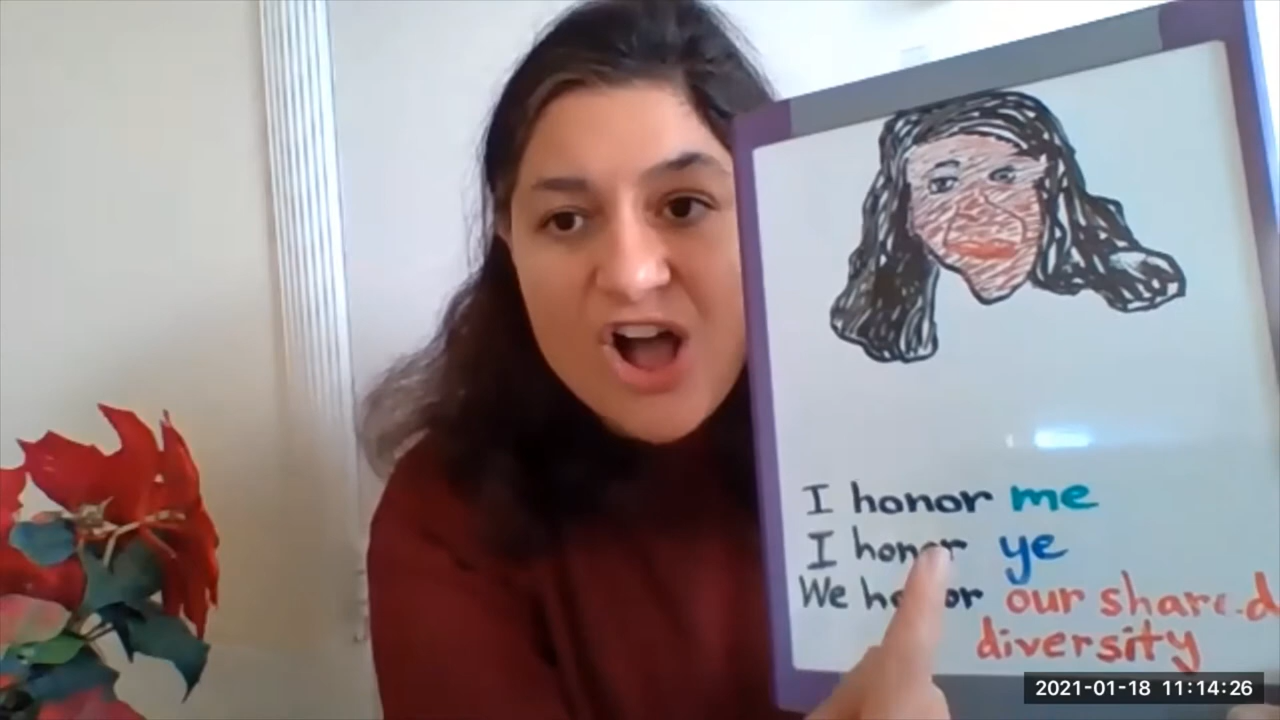 I honor me
I honor ye
We honor our shared
diversity
2021-01-18 11:14:26